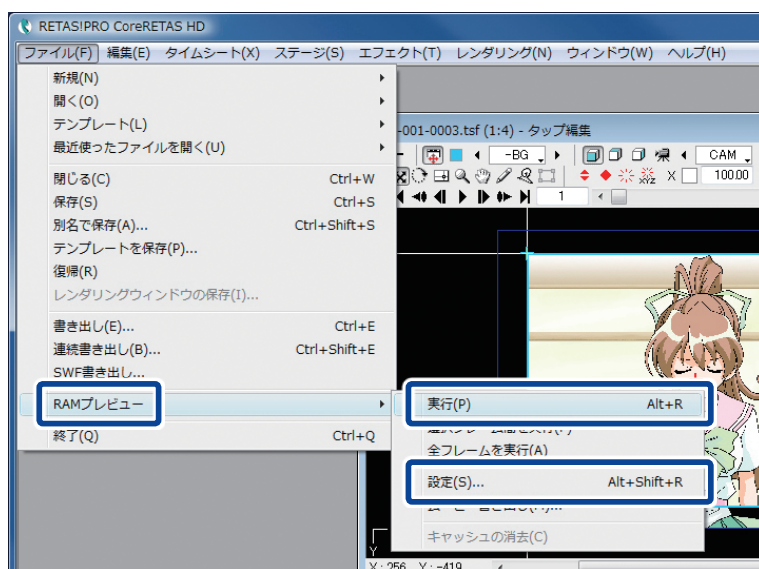 RETAS!PRO CoreRETAS HD
ファイル(F) 編集(E) タイムシート(X) ステージ(S) エフェクト(T) レンダリング(N) ウィンドウ(W) ヘルプ(H)
新規(N)
開く(O)
テンプレート(L)
最近使ったファイルを開く(U)
閉じる(C) Ctrl+W
保存(S) Ctrl+S
別名で保存(A)... Ctrl+Shift+S
テンプレートを保存(P)...
復帰(R)
レンダリングウィンドウの保存(I)...
書き出し(E)... Ctrl+E
連続書き出し(B)... Ctrl+Shift+E
SWF書き出し...
RAMプレビュー
終了(Q) Ctrl+Q
-001-0003.tsf (1:4) - タップ編集
-BG CAM
X 100.00
1
実行(P) Alt+R
全フレームを実行(A)
設定(S)... Alt+Shift+R
キャッシュの消去(C)
Y
X : 256 Y : -419